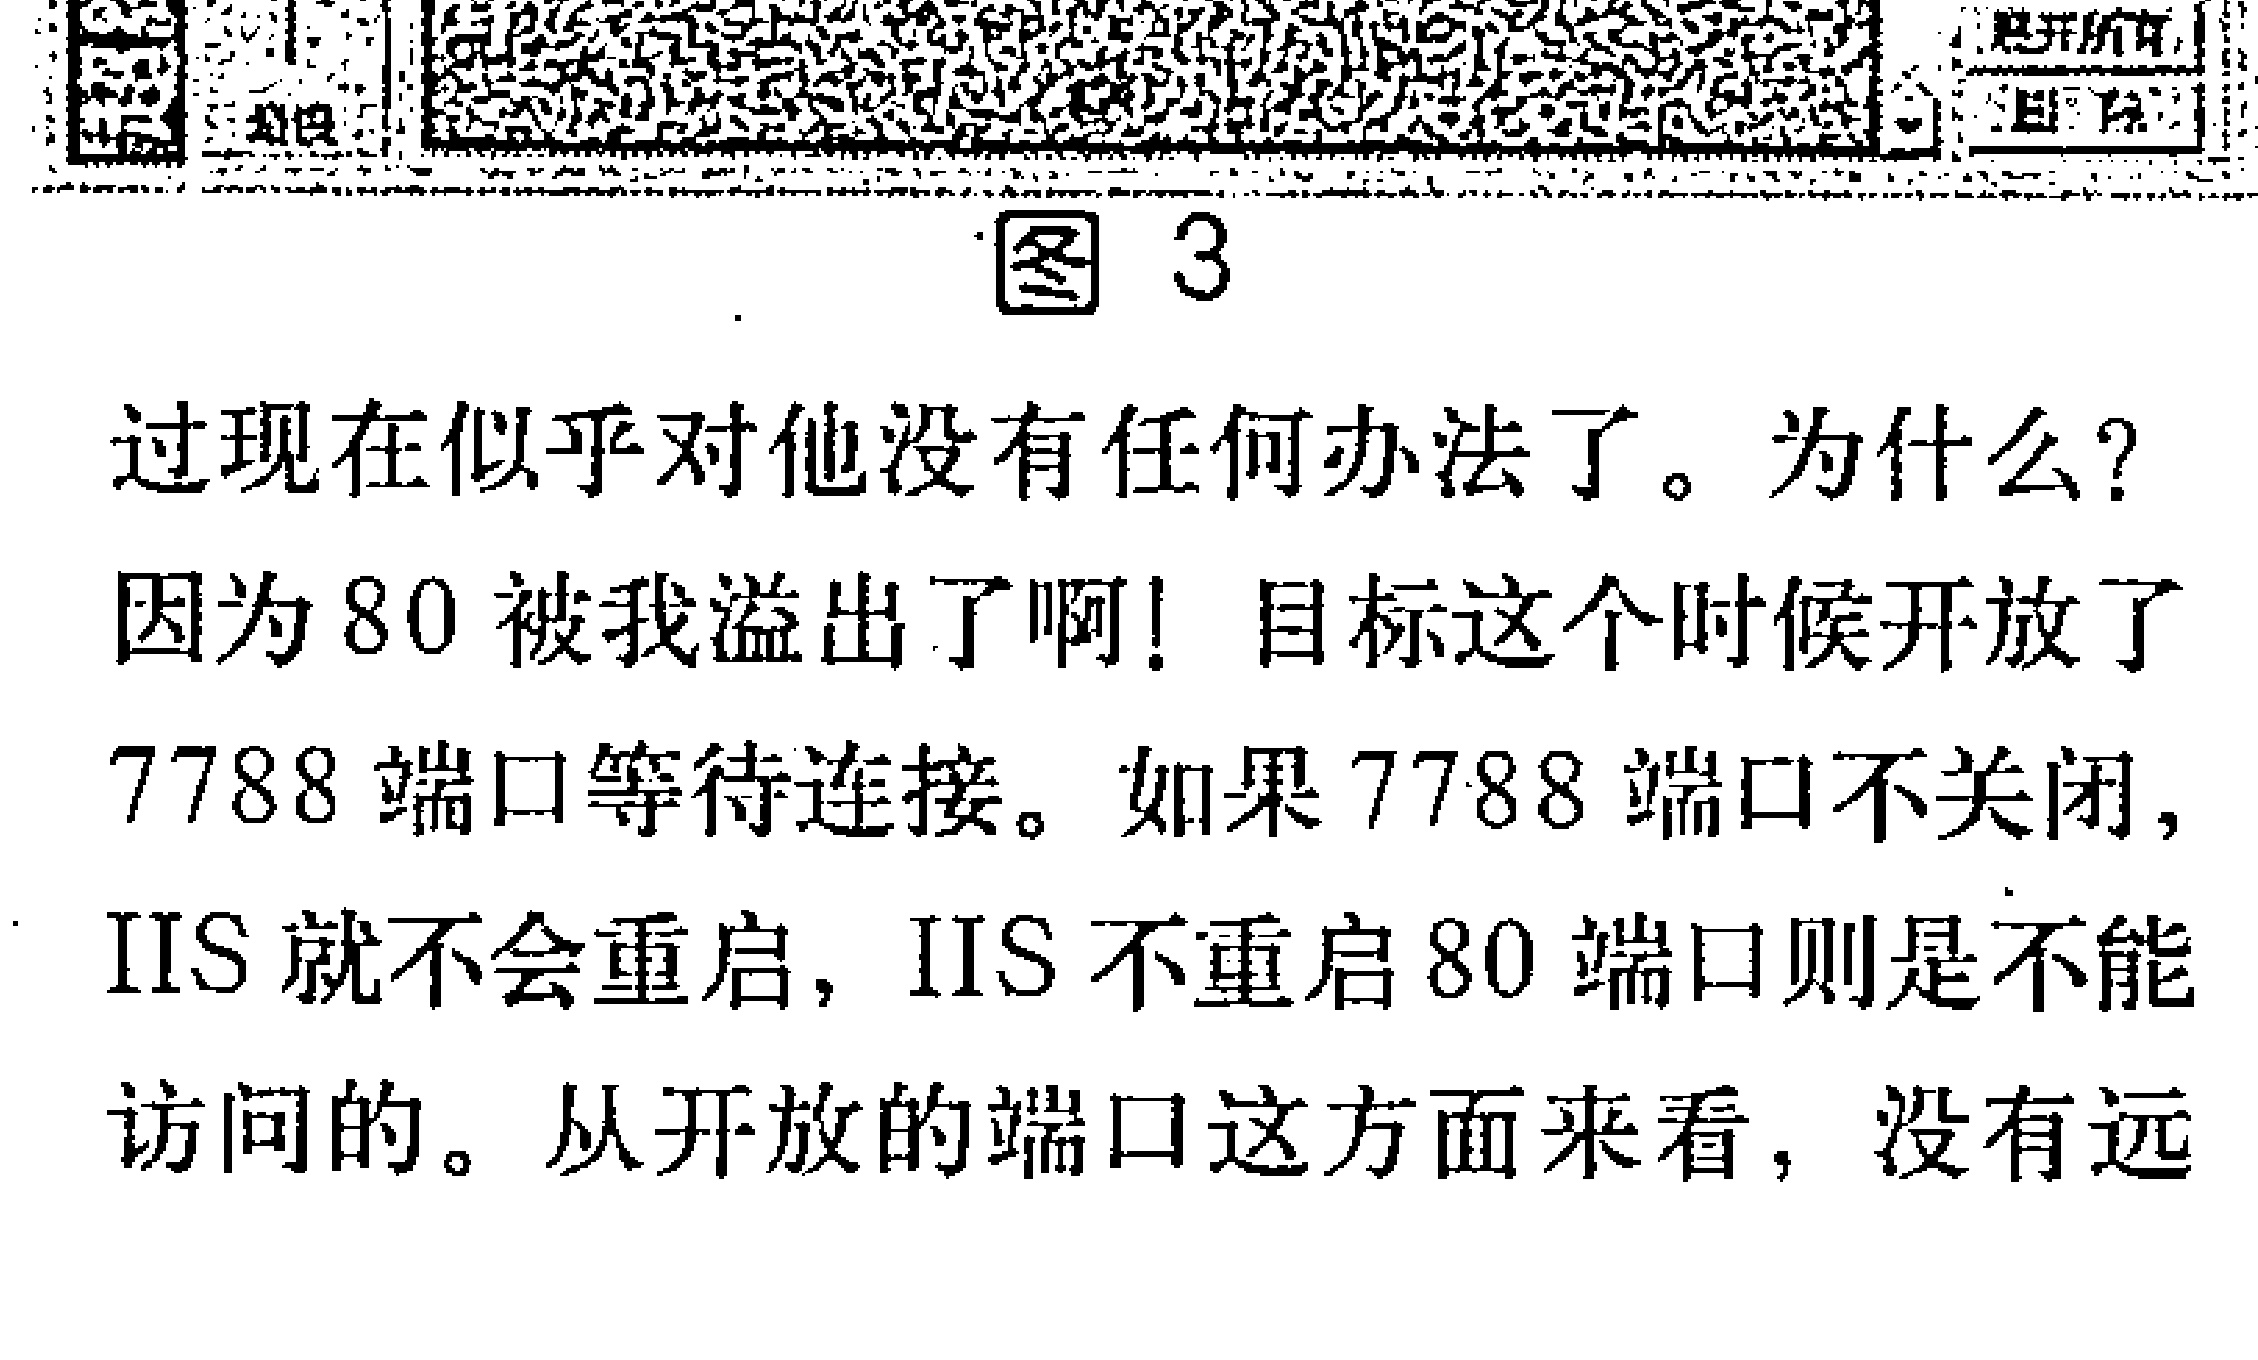 图 3
过现在似乎对他没有任何办法了。为什么？
因为80被我溢出了啊！目标这个时候开放了
7788端口等待连接。如果7788端口不关闭，
IIS就不会重启，IIS不重启80端口则是不能
访问的。从开放的端口这方面来看，没有远